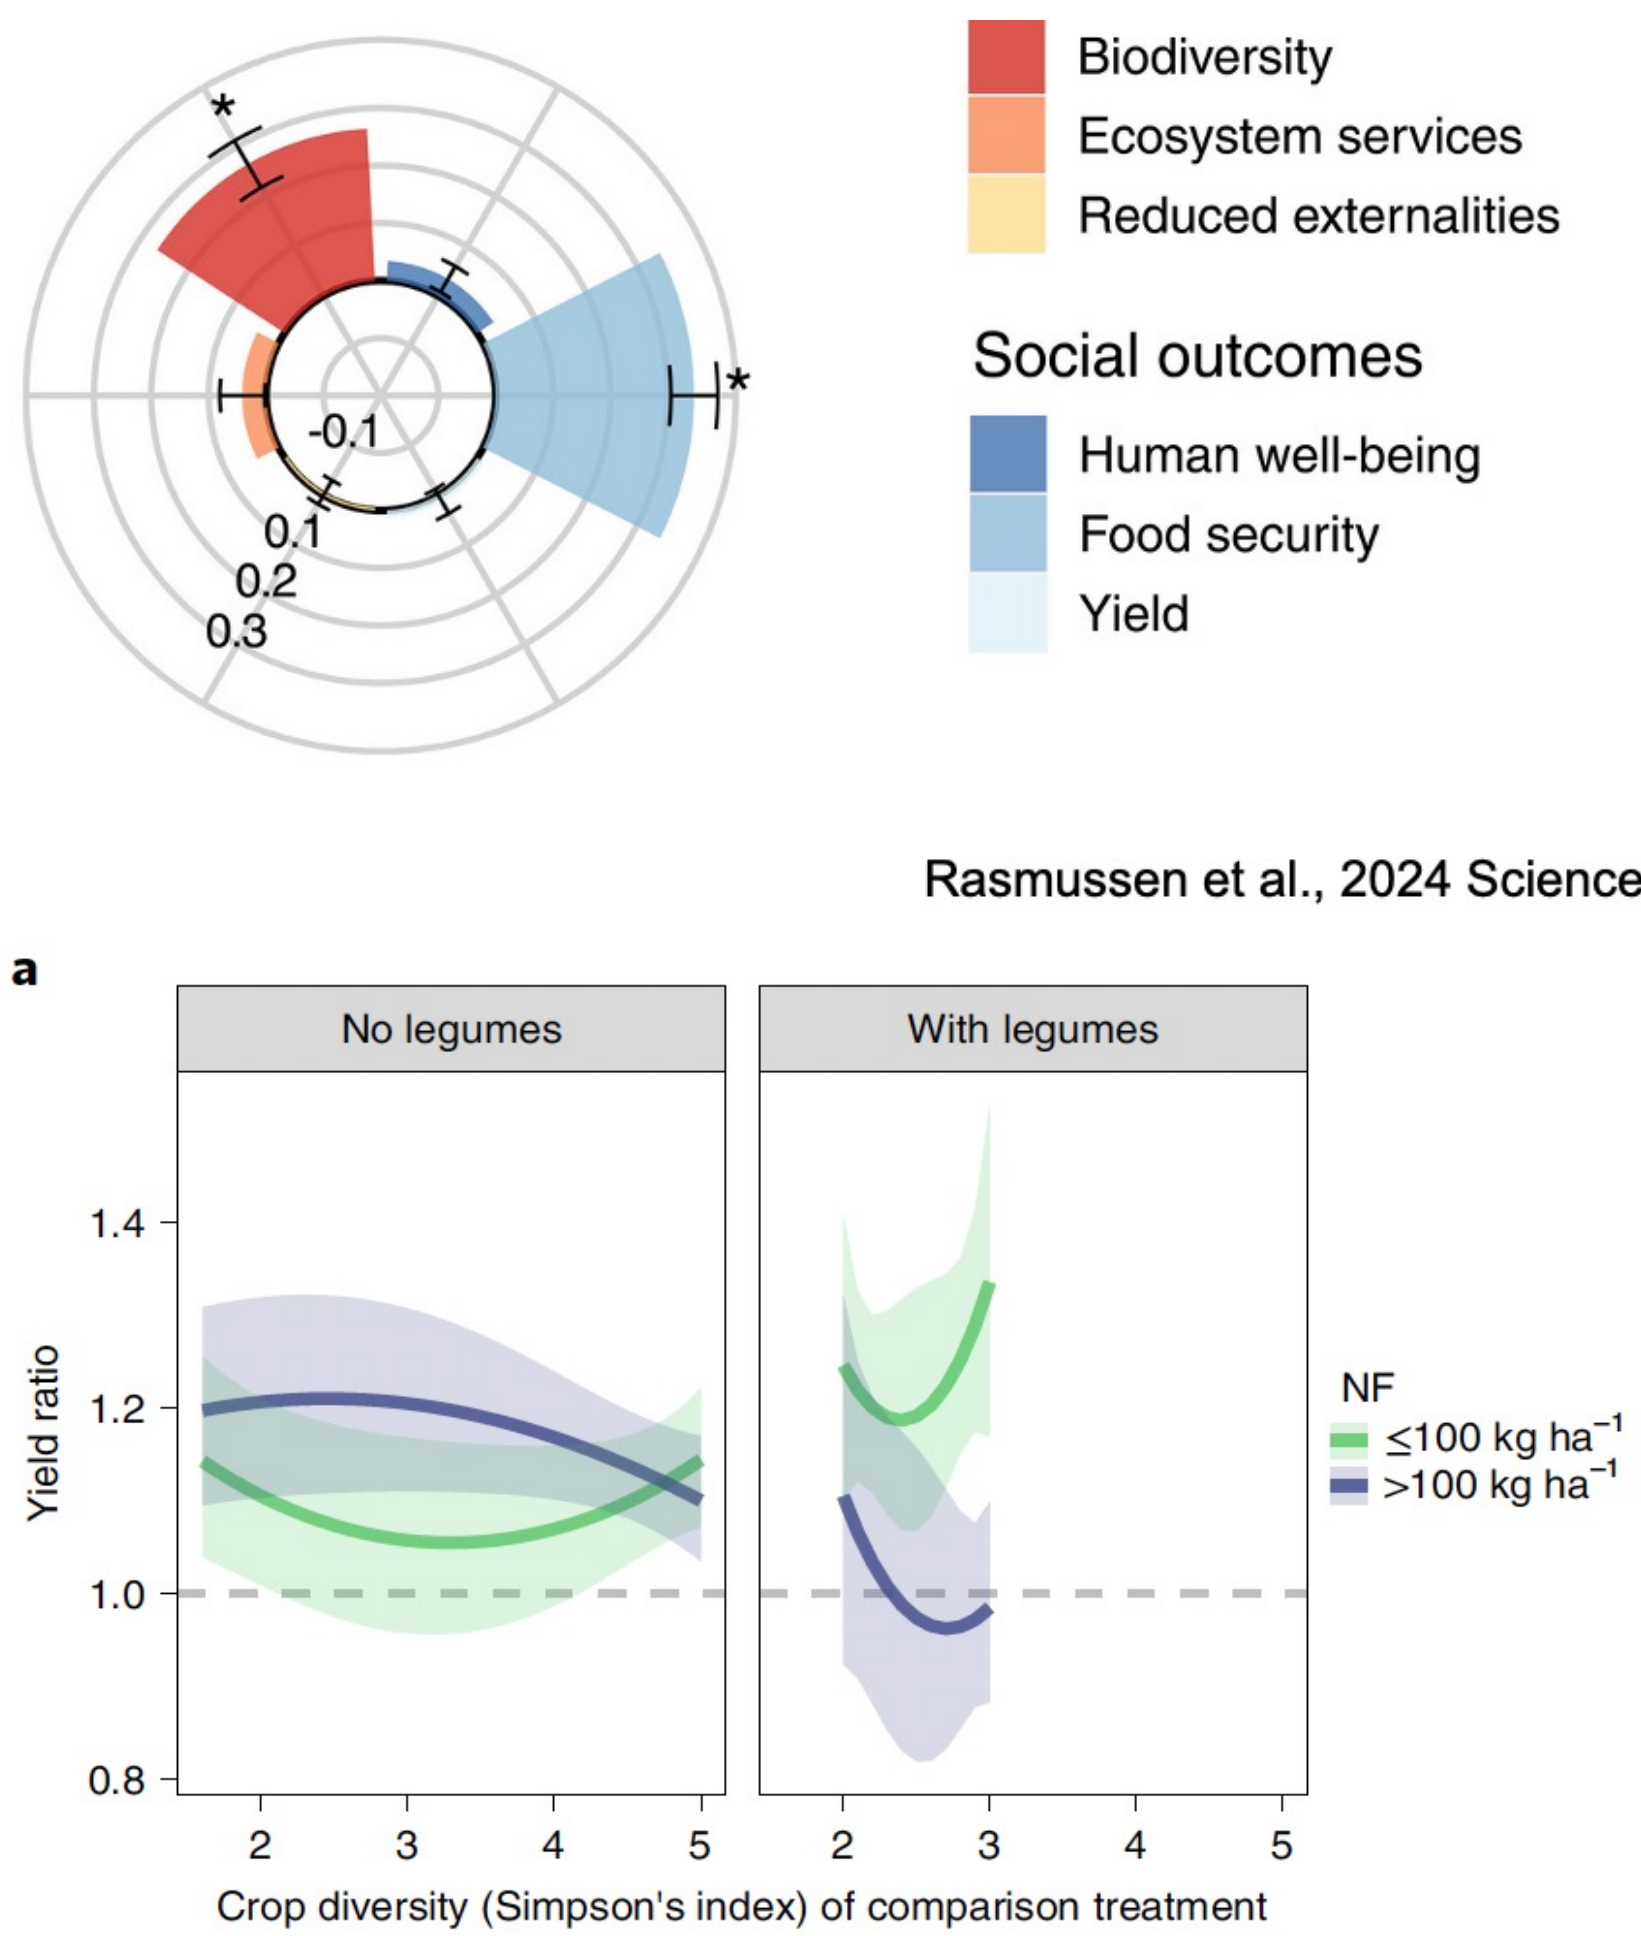 *
*
-0.1
0.1
0.2
0.3
Biodiversity
Ecosystem services
Reduced externalities
Social outcomes
Human well-being
Food security
Yield
Rasmussen et al., 2024 Science
a
No legumes
With legumes
Yield ratio
1.4
1.2
1.0
0.8
2 3 4 5
2 3 4 5
Crop diversity (Simpson's index) of comparison treatment
NF
≤100 kg ha⁻¹
>100 kg ha⁻¹